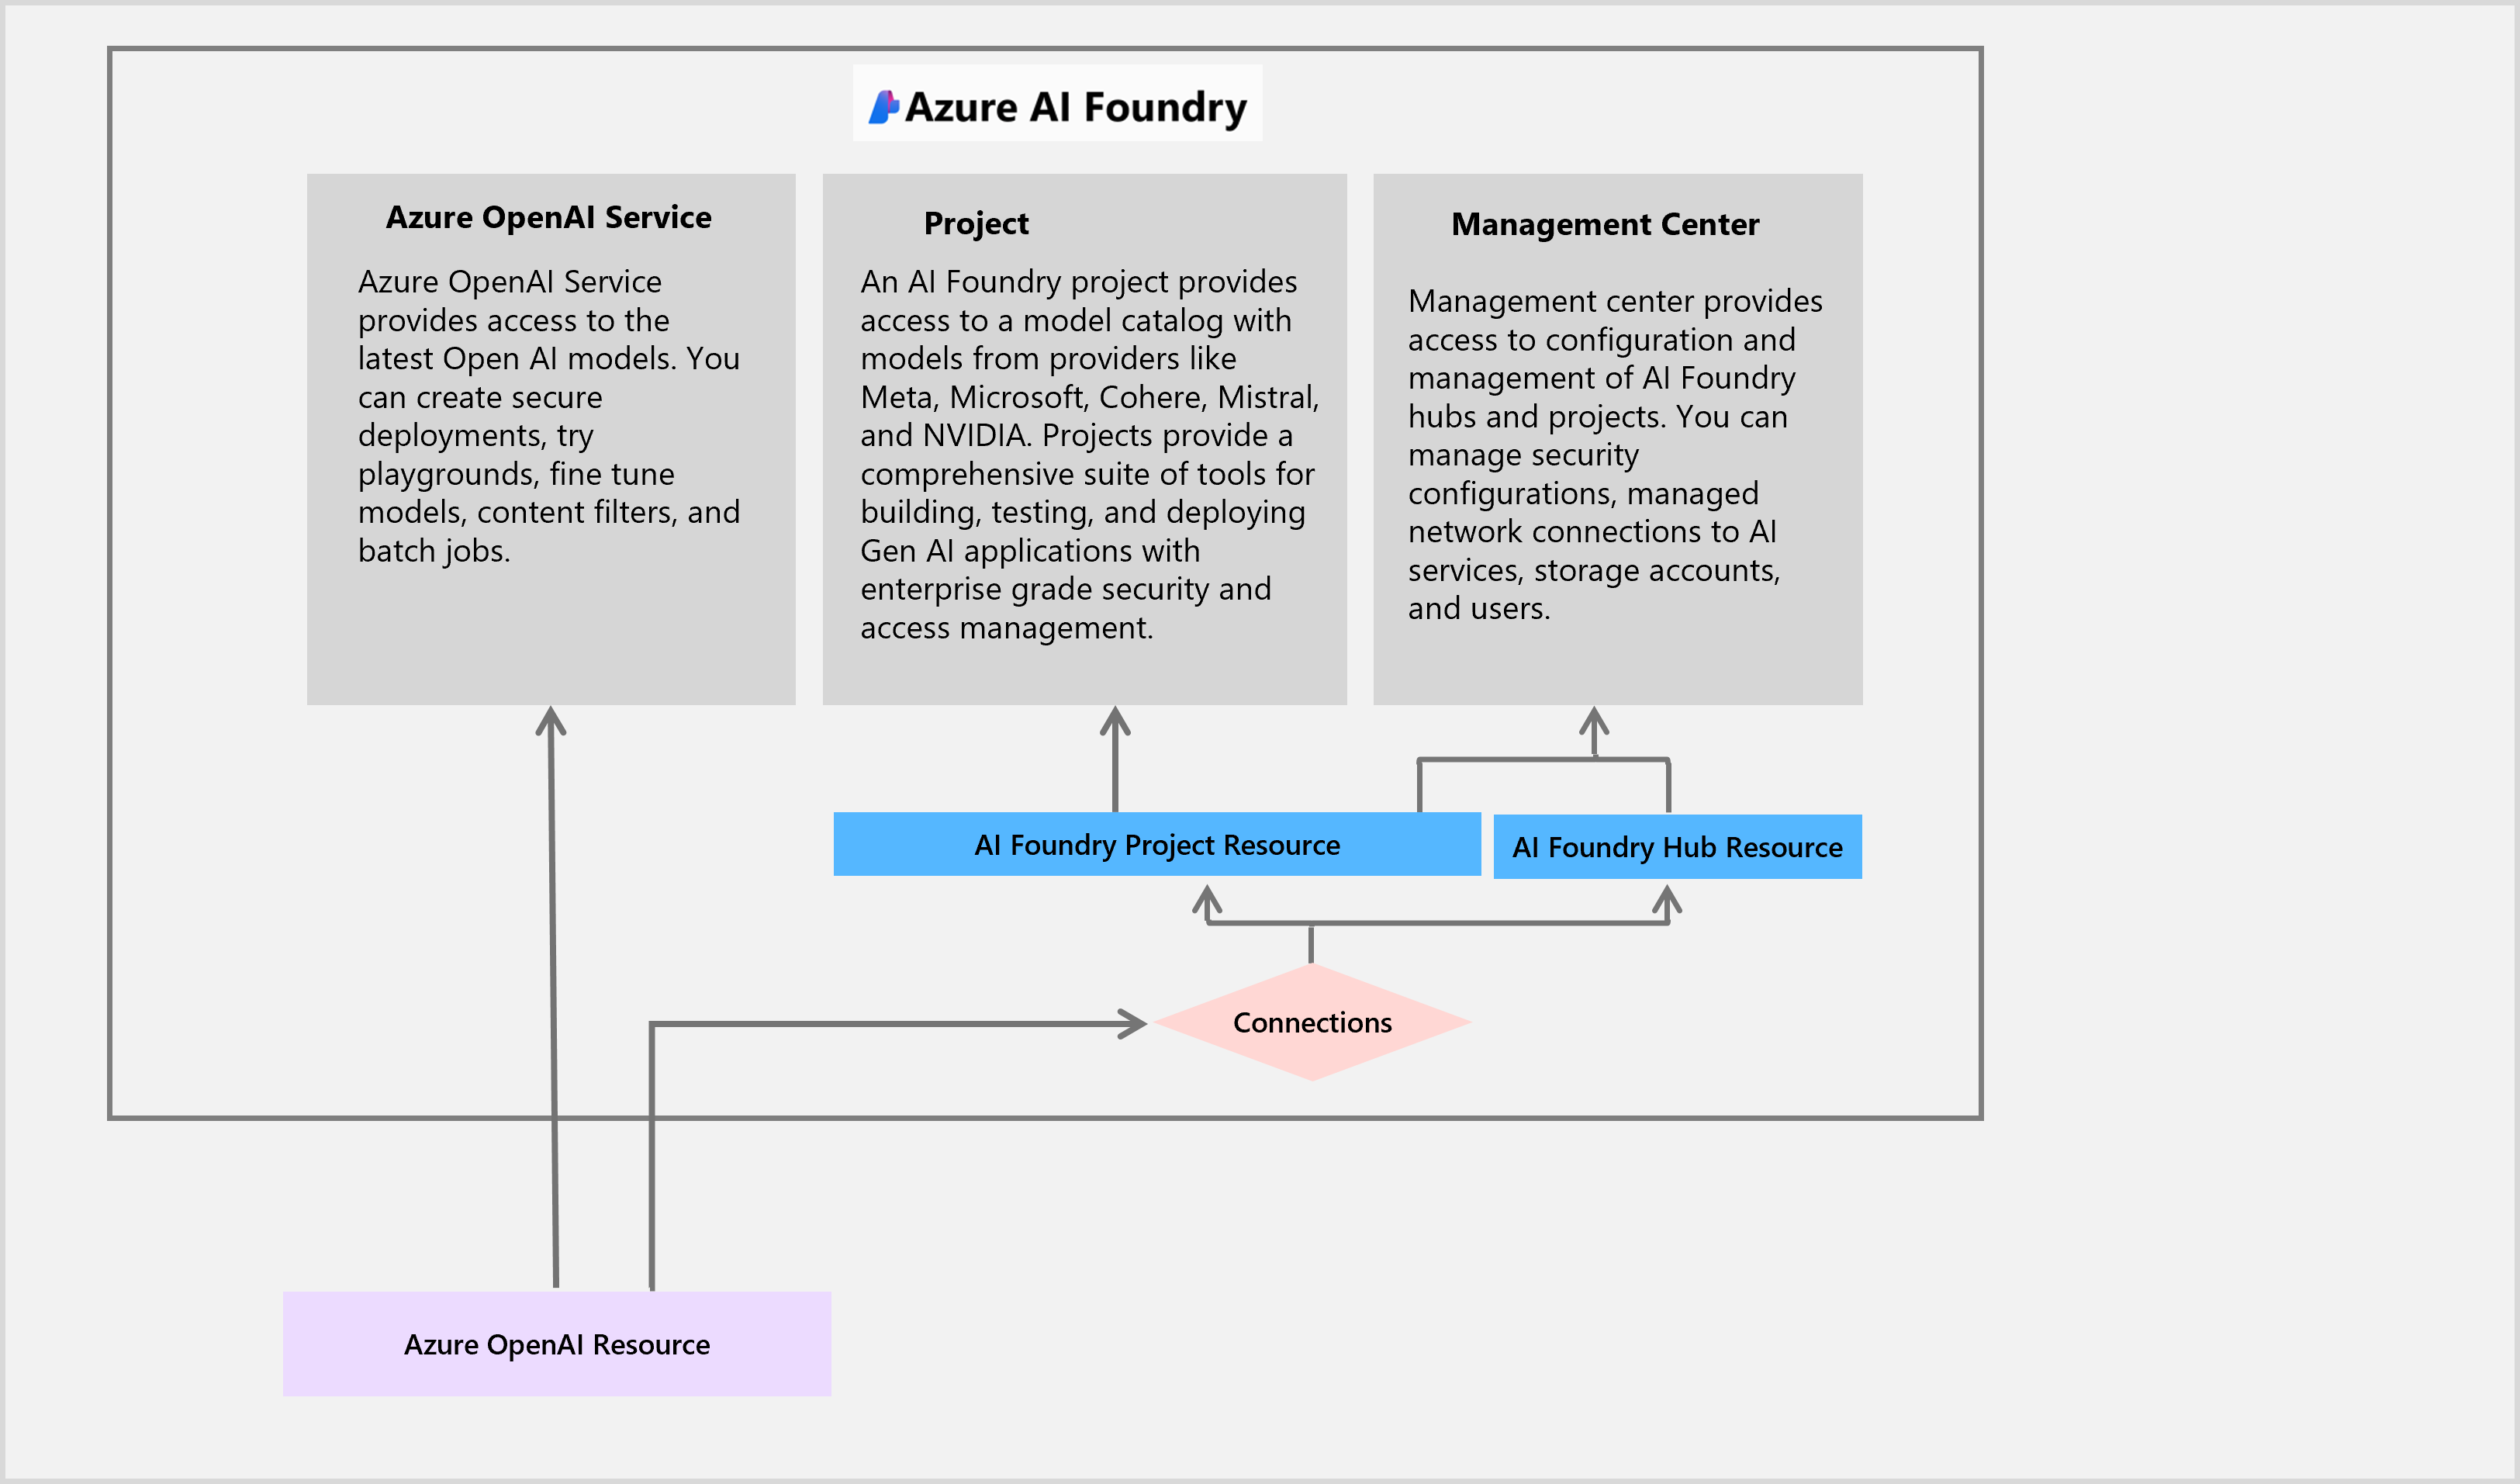 Azure AI Foundry
Azure OpenAI Service
Azure OpenAI Service
provides access to the
latest Open AI models. You
can create secure
deployments, try
playgrounds, fine tune
models, content filters, and
batch jobs.
Project
An AI Foundry project provides
access to a model catalog with
models from providers like
Meta, Microsoft, Cohere, Mistral,
and NVIDIA. Projects provide a
comprehensive suite of tools for
building, testing, and deploying
Gen AI applications with
enterprise grade security and
access management.
Management Center
Management center provides
access to configuration and
management of AI Foundry
hubs and projects. You can
manage security
configurations, managed
network connections to AI
services, storage accounts,
and users.
AI Foundry Project Resource
AI Foundry Hub Resource
Connections
Azure OpenAI Resource